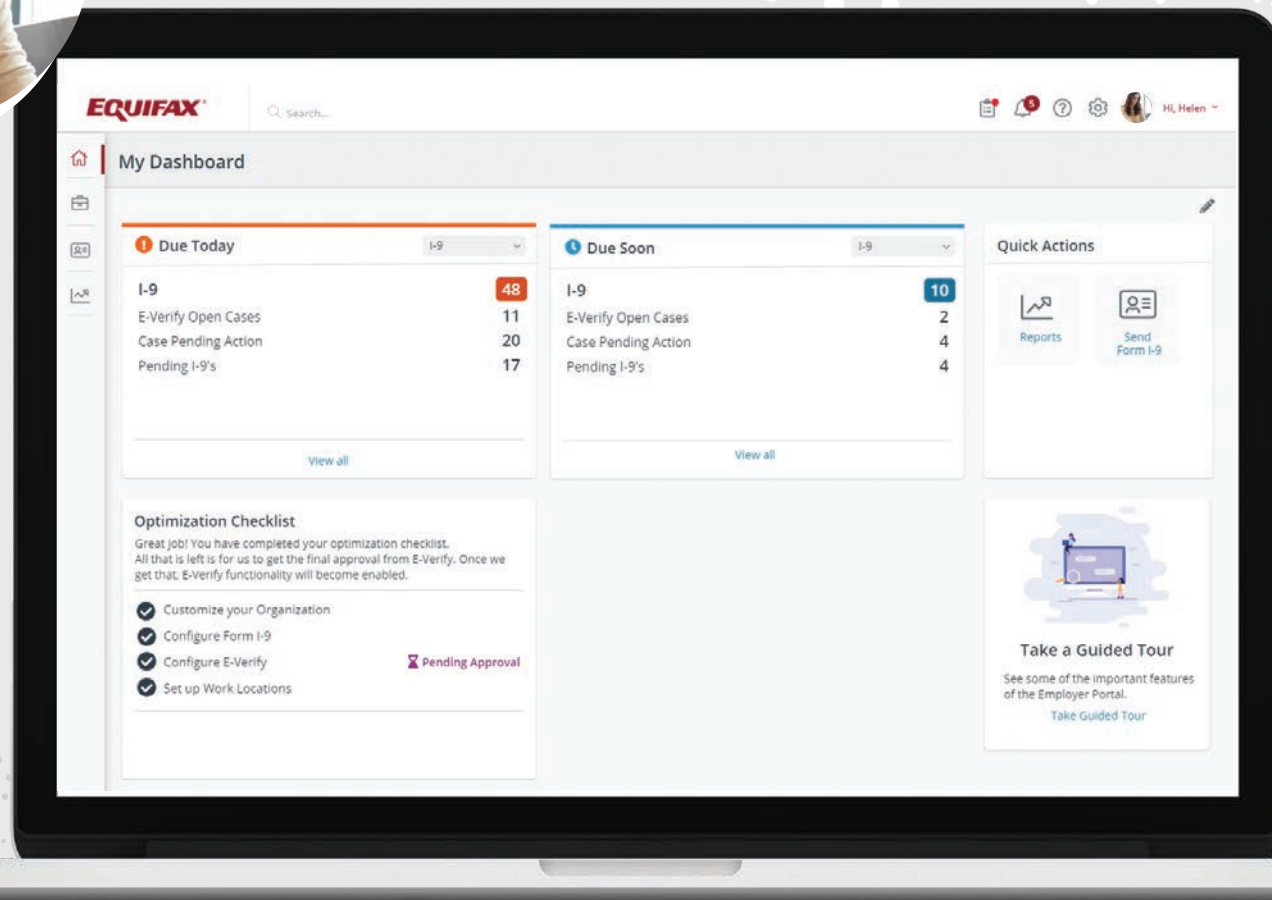 EQUIFAX
Search...
5
Hi, Helen
My Dashboard
Due Today
I-9
I-9
48
E-Verify Open Cases
11
Case Pending Action
20
Pending I-9's
17
View all
Due Soon
I-9
I-9
10
E-Verify Open Cases
2
Case Pending Action
4
Pending I-9's
4
View all
Quick Actions
Reports
Send
Form I-9
Optimization Checklist
Great job! You have completed your optimization checklist.
All that is left is for us to get the final approval from E-Verify. Once we
get that, E-Verify functionality will become enabled.
Customize your Organization
Configure Form I-9
Configure E-Verify
Pending Approval
Set up Work Locations
Take a Guided Tour
See some of the important features
of the Employer Portal.
Take Guided Tour